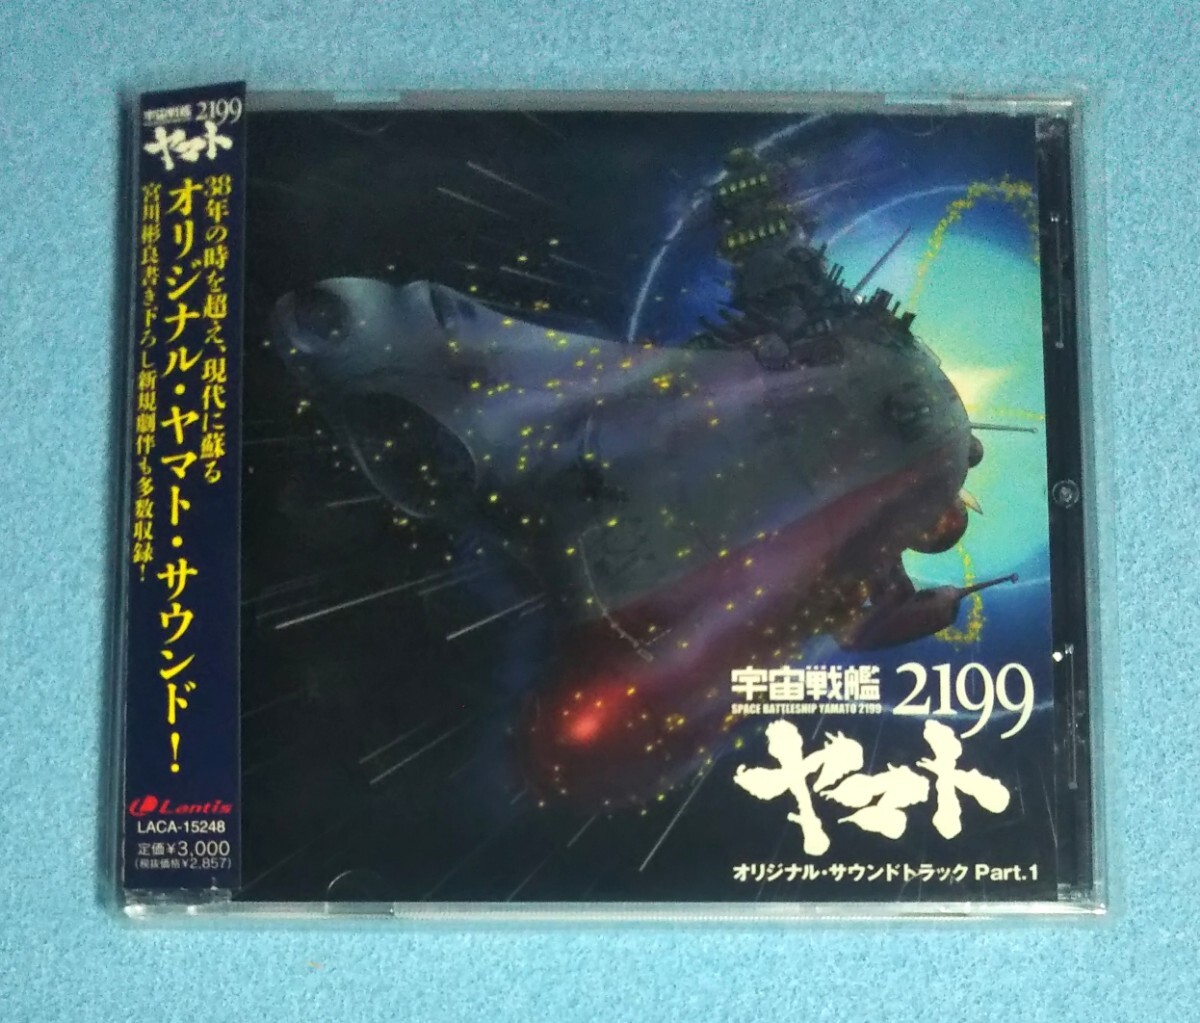 宇宙戦艦 2199
ヤマト
38年の時を超え、現代に蘇る
オリジナル・ヤマト・サウンド!
宮川彬良書き下ろし新規劇伴も多数収録!
Lantis
LACA-15248
定価¥3,000
(税抜価格¥2,857)
宇宙戦艦 2199
SPACE BATTLESHIP YAMATO 2199
ヤマト
オリジナル・サウンドトラック Part.1